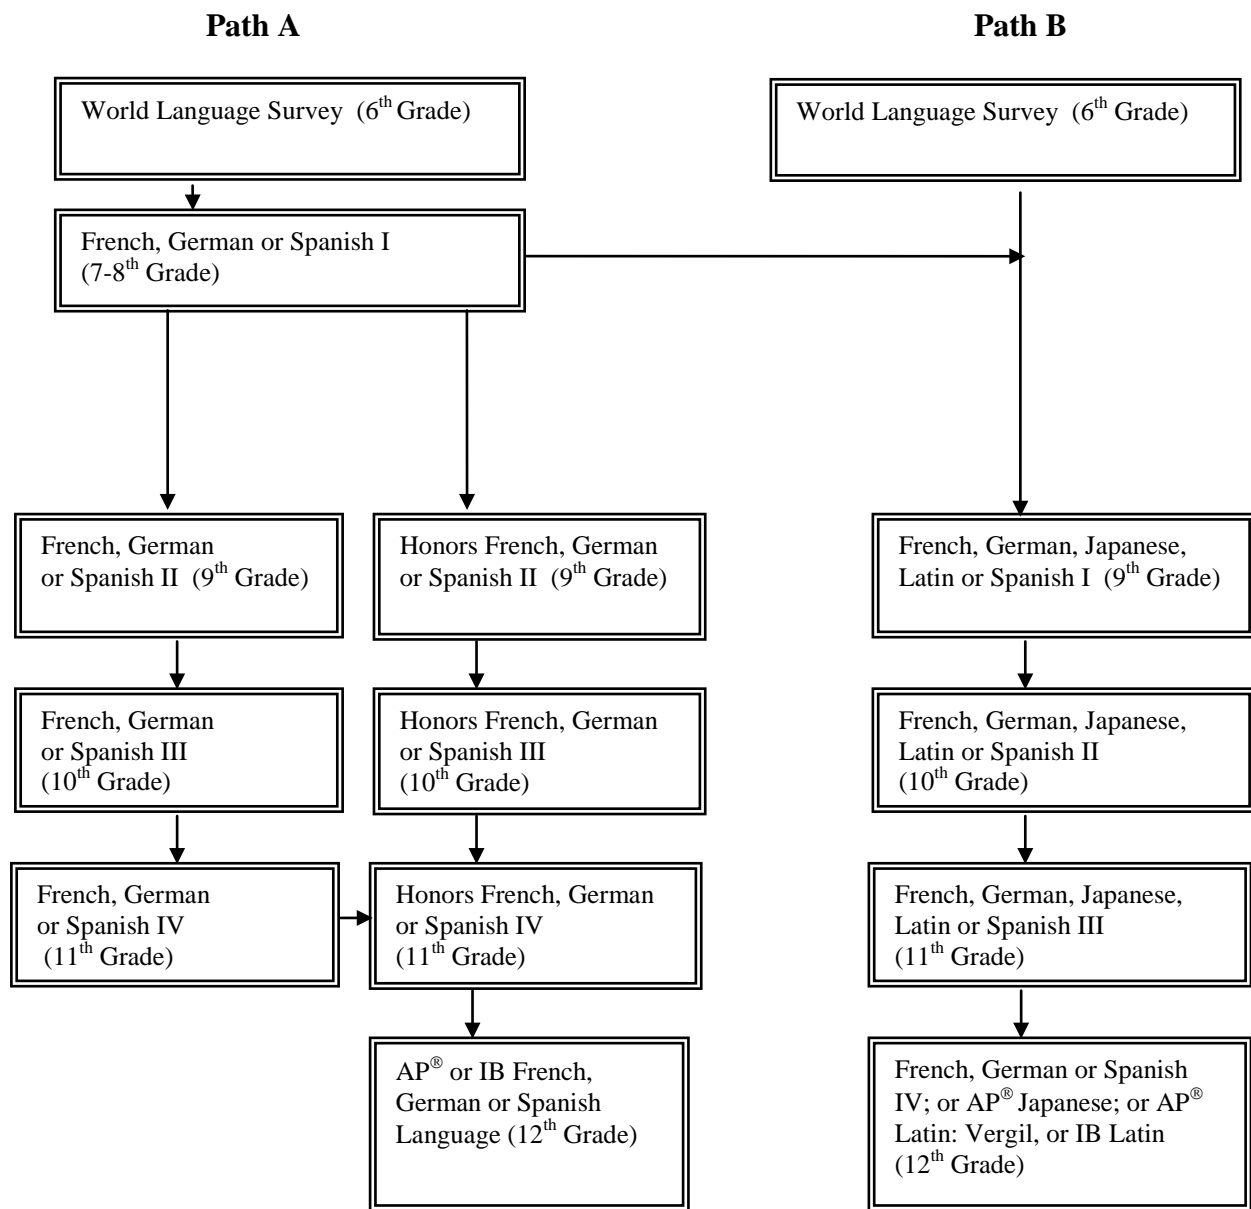 Path A
Path B
World Language Survey (6th Grade)
World Language Survey (6th Grade)
French, German or Spanish I
(7-8th Grade)
French, German
or Spanish II (9th Grade)
Honors French, German
or Spanish II (9th Grade)
French, German, Japanese,
Latin or Spanish I (9th Grade)
French, German
or Spanish III
(10th Grade)
Honors French, German
or Spanish III
(10th Grade)
French, German, Japanese,
Latin or Spanish II
(10th Grade)
French, German
or Spanish IV
(11th Grade)
Honors French, German
or Spanish IV
(11th Grade)
French, German, Japanese,
Latin or Spanish III
(11th Grade)
AP® or IB French,
German or Spanish
Language (12th Grade)
French, German or Spanish
IV; or AP® Japanese; or AP®
Latin: Vergil, or IB Latin
(12th Grade)